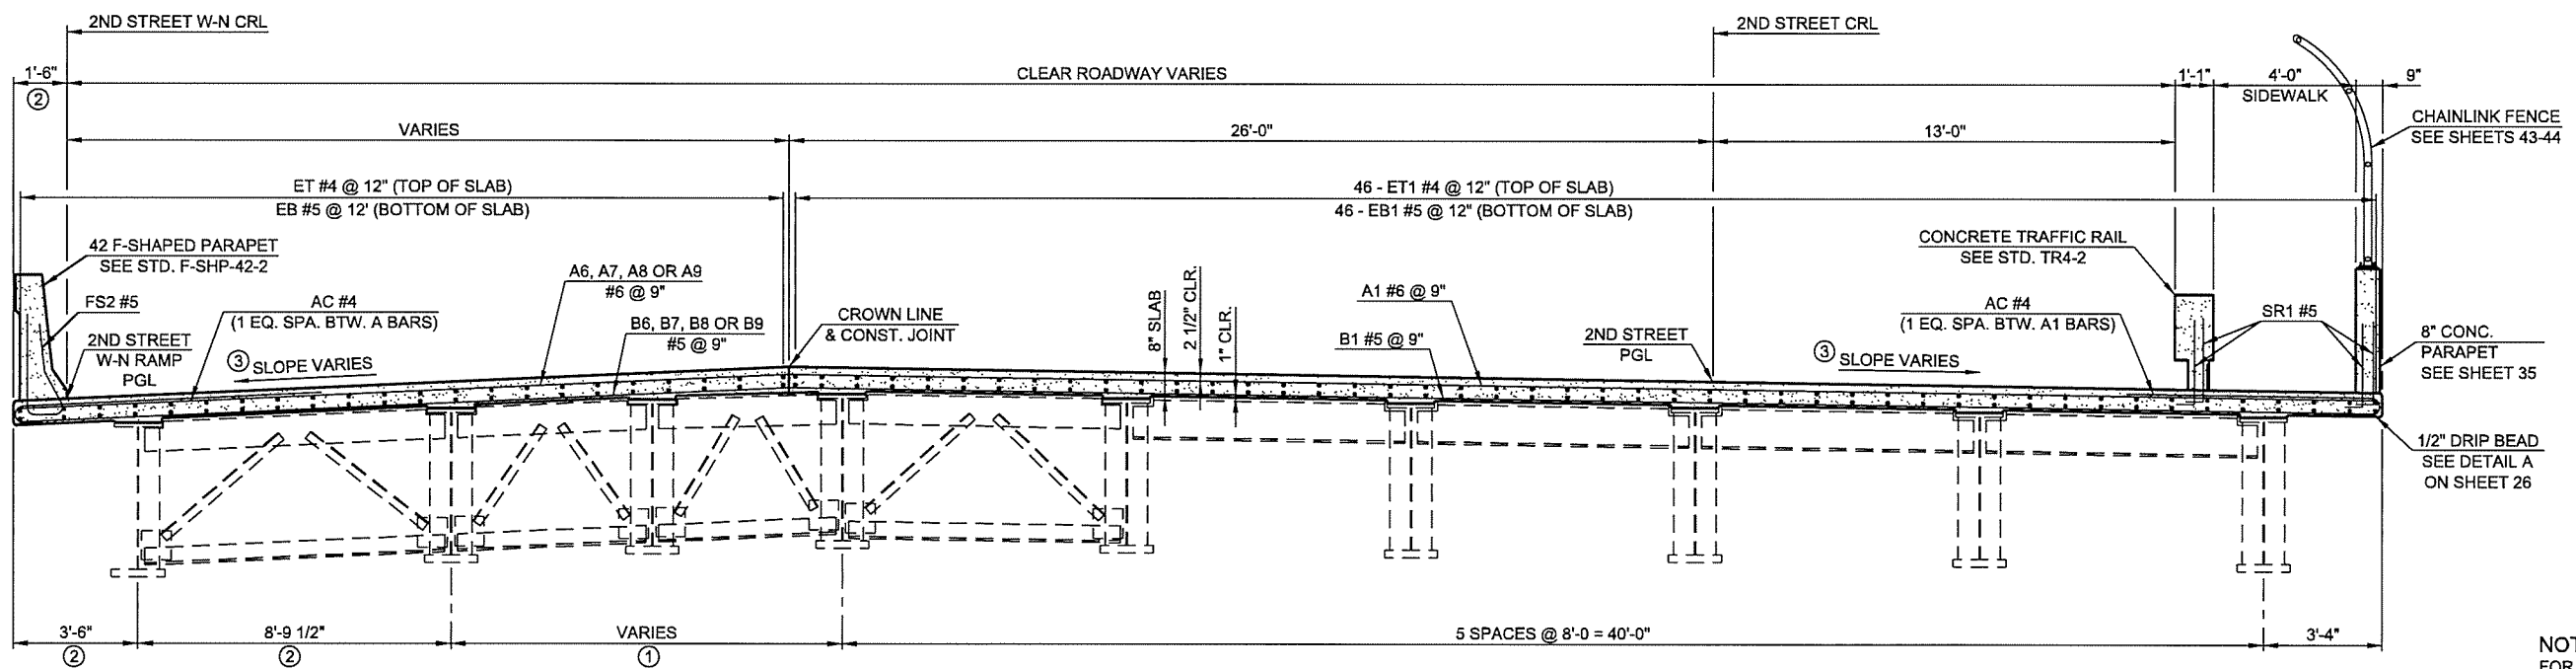 2ND STREET W-N CRL
2ND STREET CRL
1'-6"
②
CLEAR ROADWAY VARIES
1'-1"
4'-0"
SIDEWALK
9"
VARIES
26'-0"
13'-0"
CHAINLINK FENCE
SEE SHEETS 43-44
ET #4 @ 12" (TOP OF SLAB)
EB #5 @ 12' (BOTTOM OF SLAB)
46 - ET1 #4 @ 12" (TOP OF SLAB)
46 - EB1 #5 @ 12" (BOTTOM OF SLAB)
42 F-SHAPED PARAPET
SEE STD. F-SHP-42-2
FS2 #5
AC #4
(1 EQ. SPA. BTW. A BARS)
2ND STREET
W-N RAMP
PGL
③ SLOPE VARIES
A6, A7, A8 OR A9
#6 @ 9"
B6, B7, B8 OR B9
#5 @ 9"
CROWN LINE
& CONST. JOINT
8" SLAB
2 1/2" CLR.
1" CLR.
A1 #6 @ 9"
B1 #5 @ 9"
2ND STREET
PGL
③ SLOPE VARIES
CONCRETE TRAFFIC RAIL
SEE STD. TR4-2
AC #4
(1 EQ. SPA. BTW. A1 BARS)
SR1 #5
8" CONC.
PARAPET
SEE SHEET 35
1/2" DRIP BEAD
SEE DETAIL A
ON SHEET 26
3'-6"
②
8'-9 1/2"
②
VARIES
①
5 SPACES @ 8'-0 = 40'-0"
3'-4"
NOT
FOR